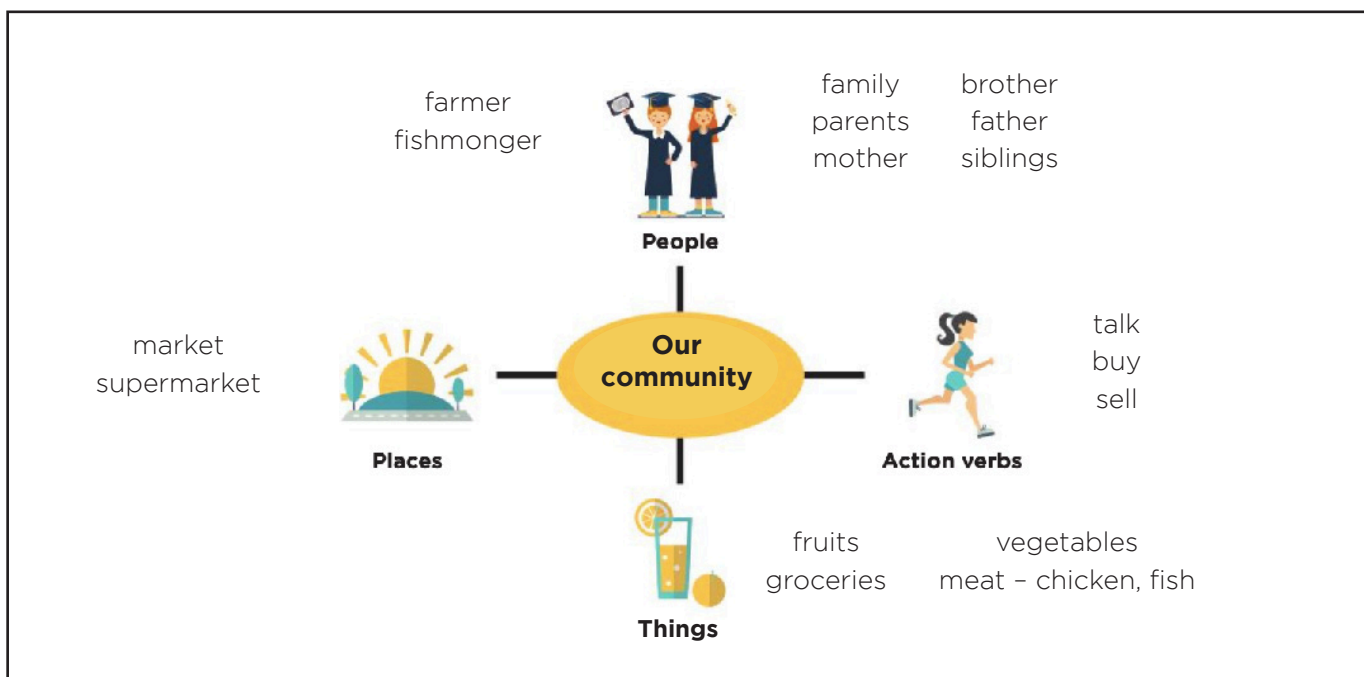 farmer
fishmonger
family brother
parents father
mother siblings
People
market
supermarket
Places
Our
community
talk
buy
sell
Action verbs
fruits vegetables
groceries meat – chicken, fish
Things